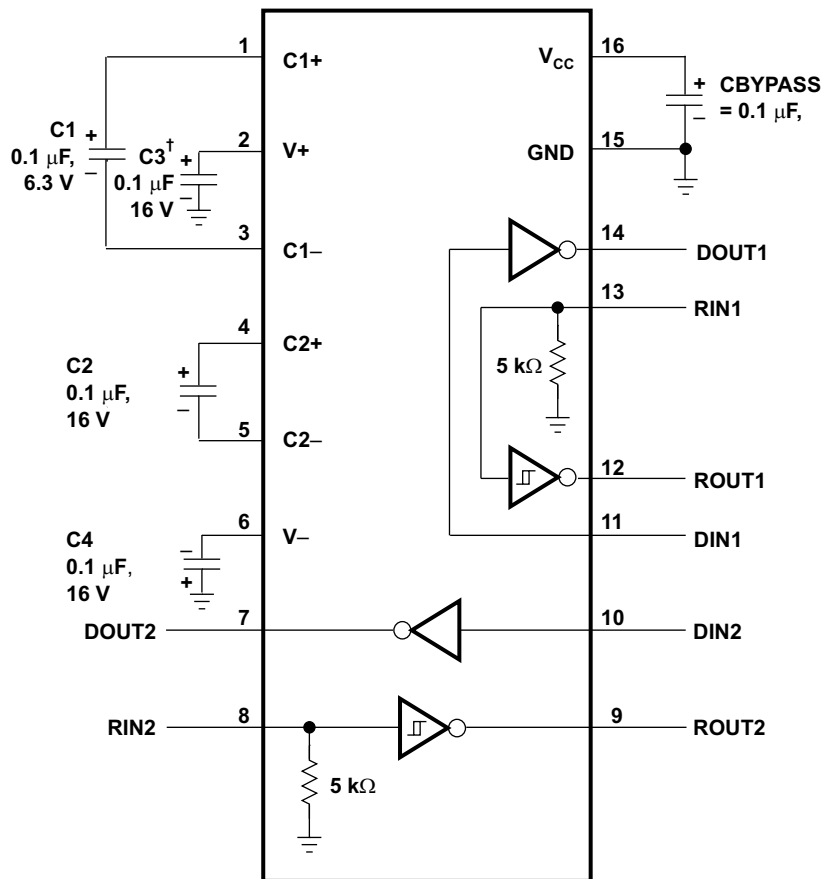 1
C1+
C1
0.1 μF,
6.3 V
+
–
2
V+
C3†
0.1 μF
16 V
+
–
3
C1–
4
C2+
C2
0.1 μF,
16 V
+
–
5
C2–
6
V–
C4
0.1 μF,
16 V
–
+
DOUT2
7
RIN2
8
5 kΩ
VCC
16
+
–
CBYPASS
= 0.1 μF,
GND
15
14
DOUT1
13
RIN1
5 kΩ
12
ROUT1
11
DIN1
10
DIN2
9
ROUT2